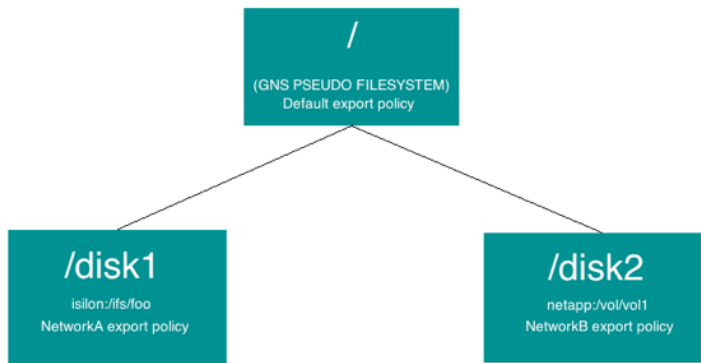 /
(GNS PSEUDO FILESYSTEM)
Default export policy
/disk1
isilon:/ifs/foo
NetworkA export policy
/disk2
netapp:/vol/vol1
NetworkB export policy